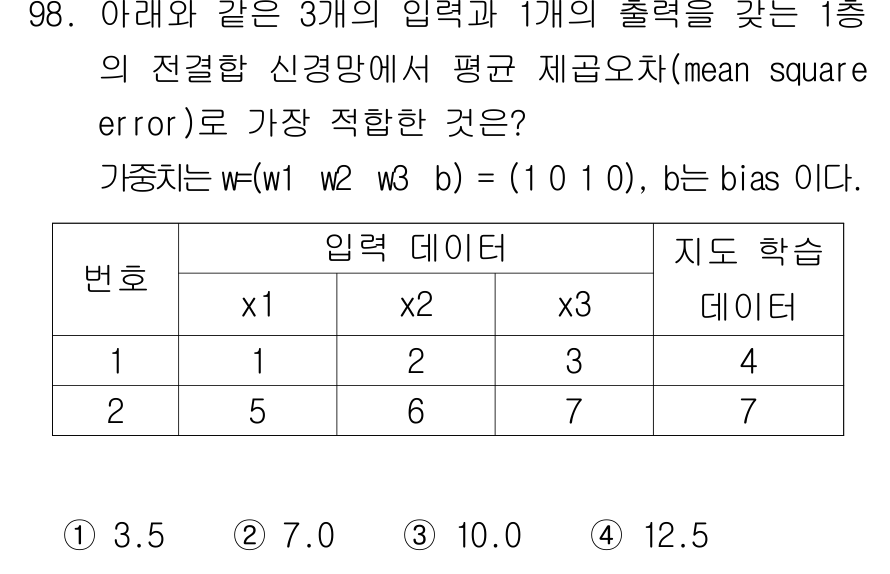 98. 아래와 같은 3개의 입력과 1개의 출력을 갖는 1층
의 전결합 신경망에서 평균 제곱오차(mean square
error)로 가장 적합한 것은?
가중치는 w=(w1 w2 w3 b) = (1 0 1 0), b는 bias 이다.
번호 입력 데이터 지도 학습
데이터
x1 x2 x3
1 1 2 3 4
2 5 6 7 7
① 3.5 ② 7.0 ③ 10.0 ④ 12.5